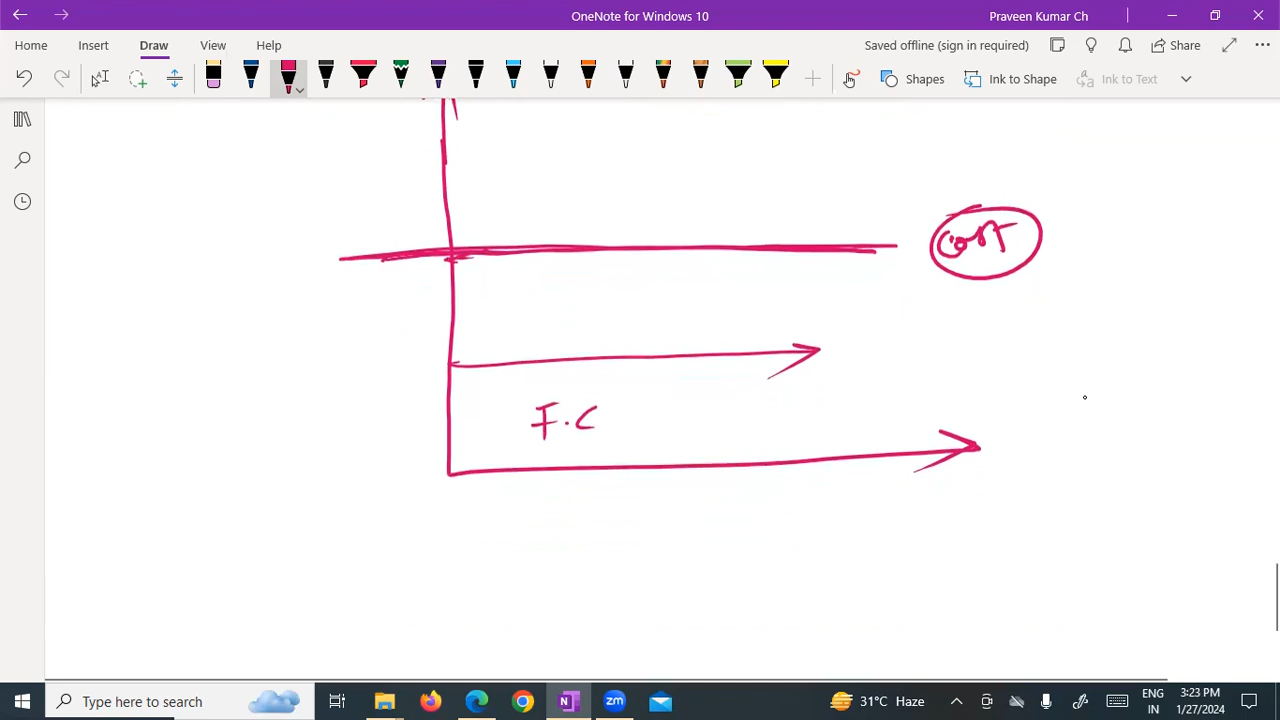 OneNote for Windows 10
Praveen Kumar Ch
Home Insert Draw View Help
Saved offline (sign in required)
Share
Shapes
Ink to Shape
Ink to Text
Cost
F.C
Type here to search
31°C Haze
ENG
IN
3:23 PM
1/27/2024